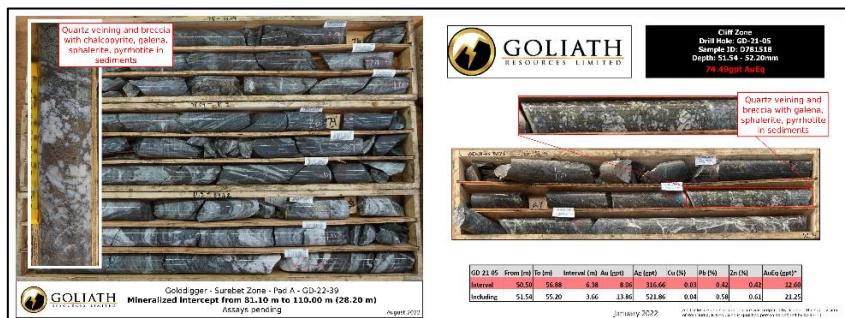 Quartz veining and breccia
with chalcopyrite, galena,
sphalerite, pyrrhotite in
sediments
GOLIATH
RESOURCES LIMITED
Golddigger - Surebet Zone - Pad A - GD-22-39
Mineralized intercept from 81.10 m to 110.00 m (28.20 m)
Assays pending
August 2022
GOLIATH
RESOURCES LIMITED
Cliff Zone
Drill Hole: GD-21-05
Sample ID: D781518
Depth: 51.54 - 52.20mm
74.49gpt AuEq
Quartz veining and
breccia with galena,
sphalerite, pyrrhotite
in sediments
GD 21 05 From (m) To (m) Interval (m) Au (gpt) Ag (gpt) Cu (%) Pb (%) Zn (%) AuEq (gpt)*
Interval 50.50 56.88 6.38 8.06 316.66 0.03 0.42 0.42 12.60
Including 51.54 55.20 3.66 13.86 521.86 0.04 0.58 0.61 21.25
January 2022